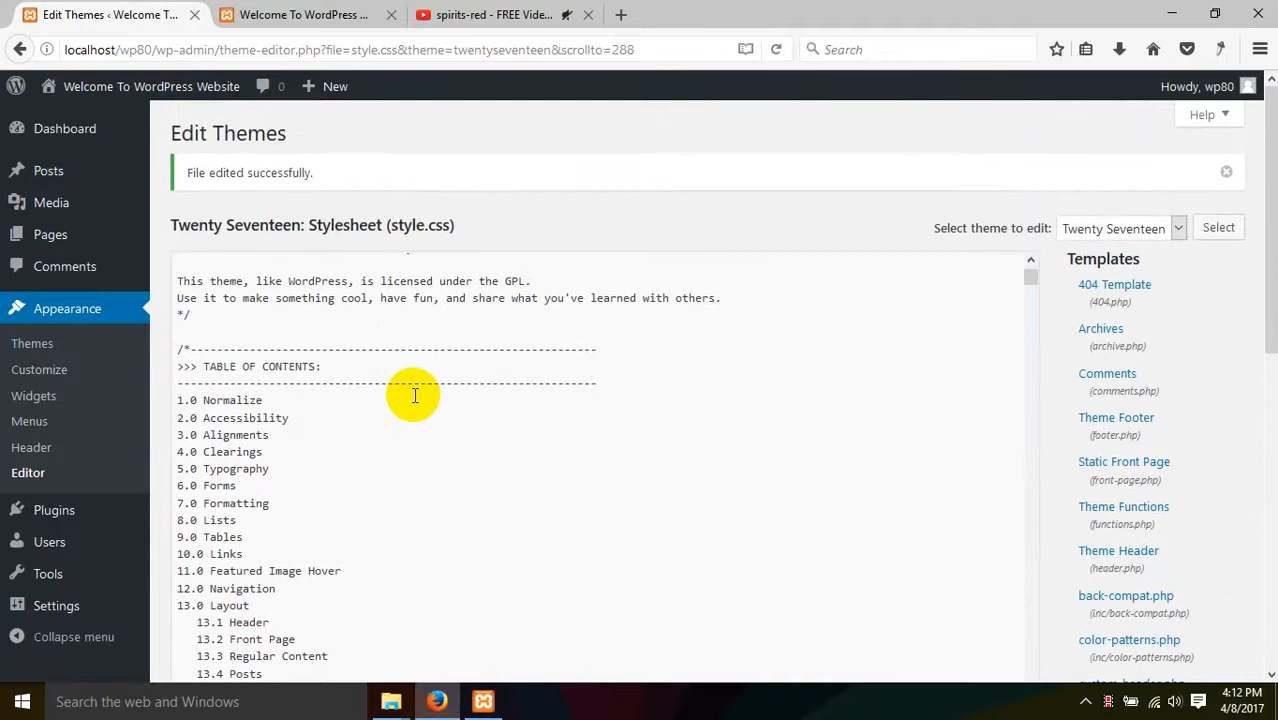 Edit Themes ‹ Welcome T...
Welcome To WordPress ...
spirits-red - FREE Vide...
localhost/wp80/wp-admin/theme-editor.php?file=style.css&theme=twentyseventeen&scrollto=288
Search
Welcome To WordPress Website
0
New
Howdy, wp80
Dashboard
Posts
Media
Pages
Comments
Appearance
Themes
Customize
Widgets
Menus
Header
Editor
Plugins
Users
Tools
Settings
Collapse menu
Help
Edit Themes
File edited successfully.
Twenty Seventeen: Stylesheet (style.css)
Select theme to edit:
Twenty Seventeen
Select
This theme, like WordPress, is licensed under the GPL.
Use it to make something cool, have fun, and share what you've learned with others.
*/
/*--------------------------------------------------------------
>>> TABLE OF CONTENTS:
----------------------------------------------------------------
1.0 Normalize
2.0 Accessibility
3.0 Alignments
4.0 Clearings
5.0 Typography
6.0 Forms
7.0 Formatting
8.0 Lists
9.0 Tables
10.0 Links
11.0 Featured Image Hover
12.0 Navigation
13.0 Layout
13.1 Header
13.2 Front Page
13.3 Regular Content
13.4 Posts
Templates
404 Template
(404.php)
Archives
(archive.php)
Comments
(comments.php)
Theme Footer
(footer.php)
Static Front Page
(front-page.php)
Theme Functions
(functions.php)
Theme Header
(header.php)
back-compat.php
(inc/back-compat.php)
color-patterns.php
(inc/color-patterns.php)
Search the web and Windows
4:12 PM
4/8/2017